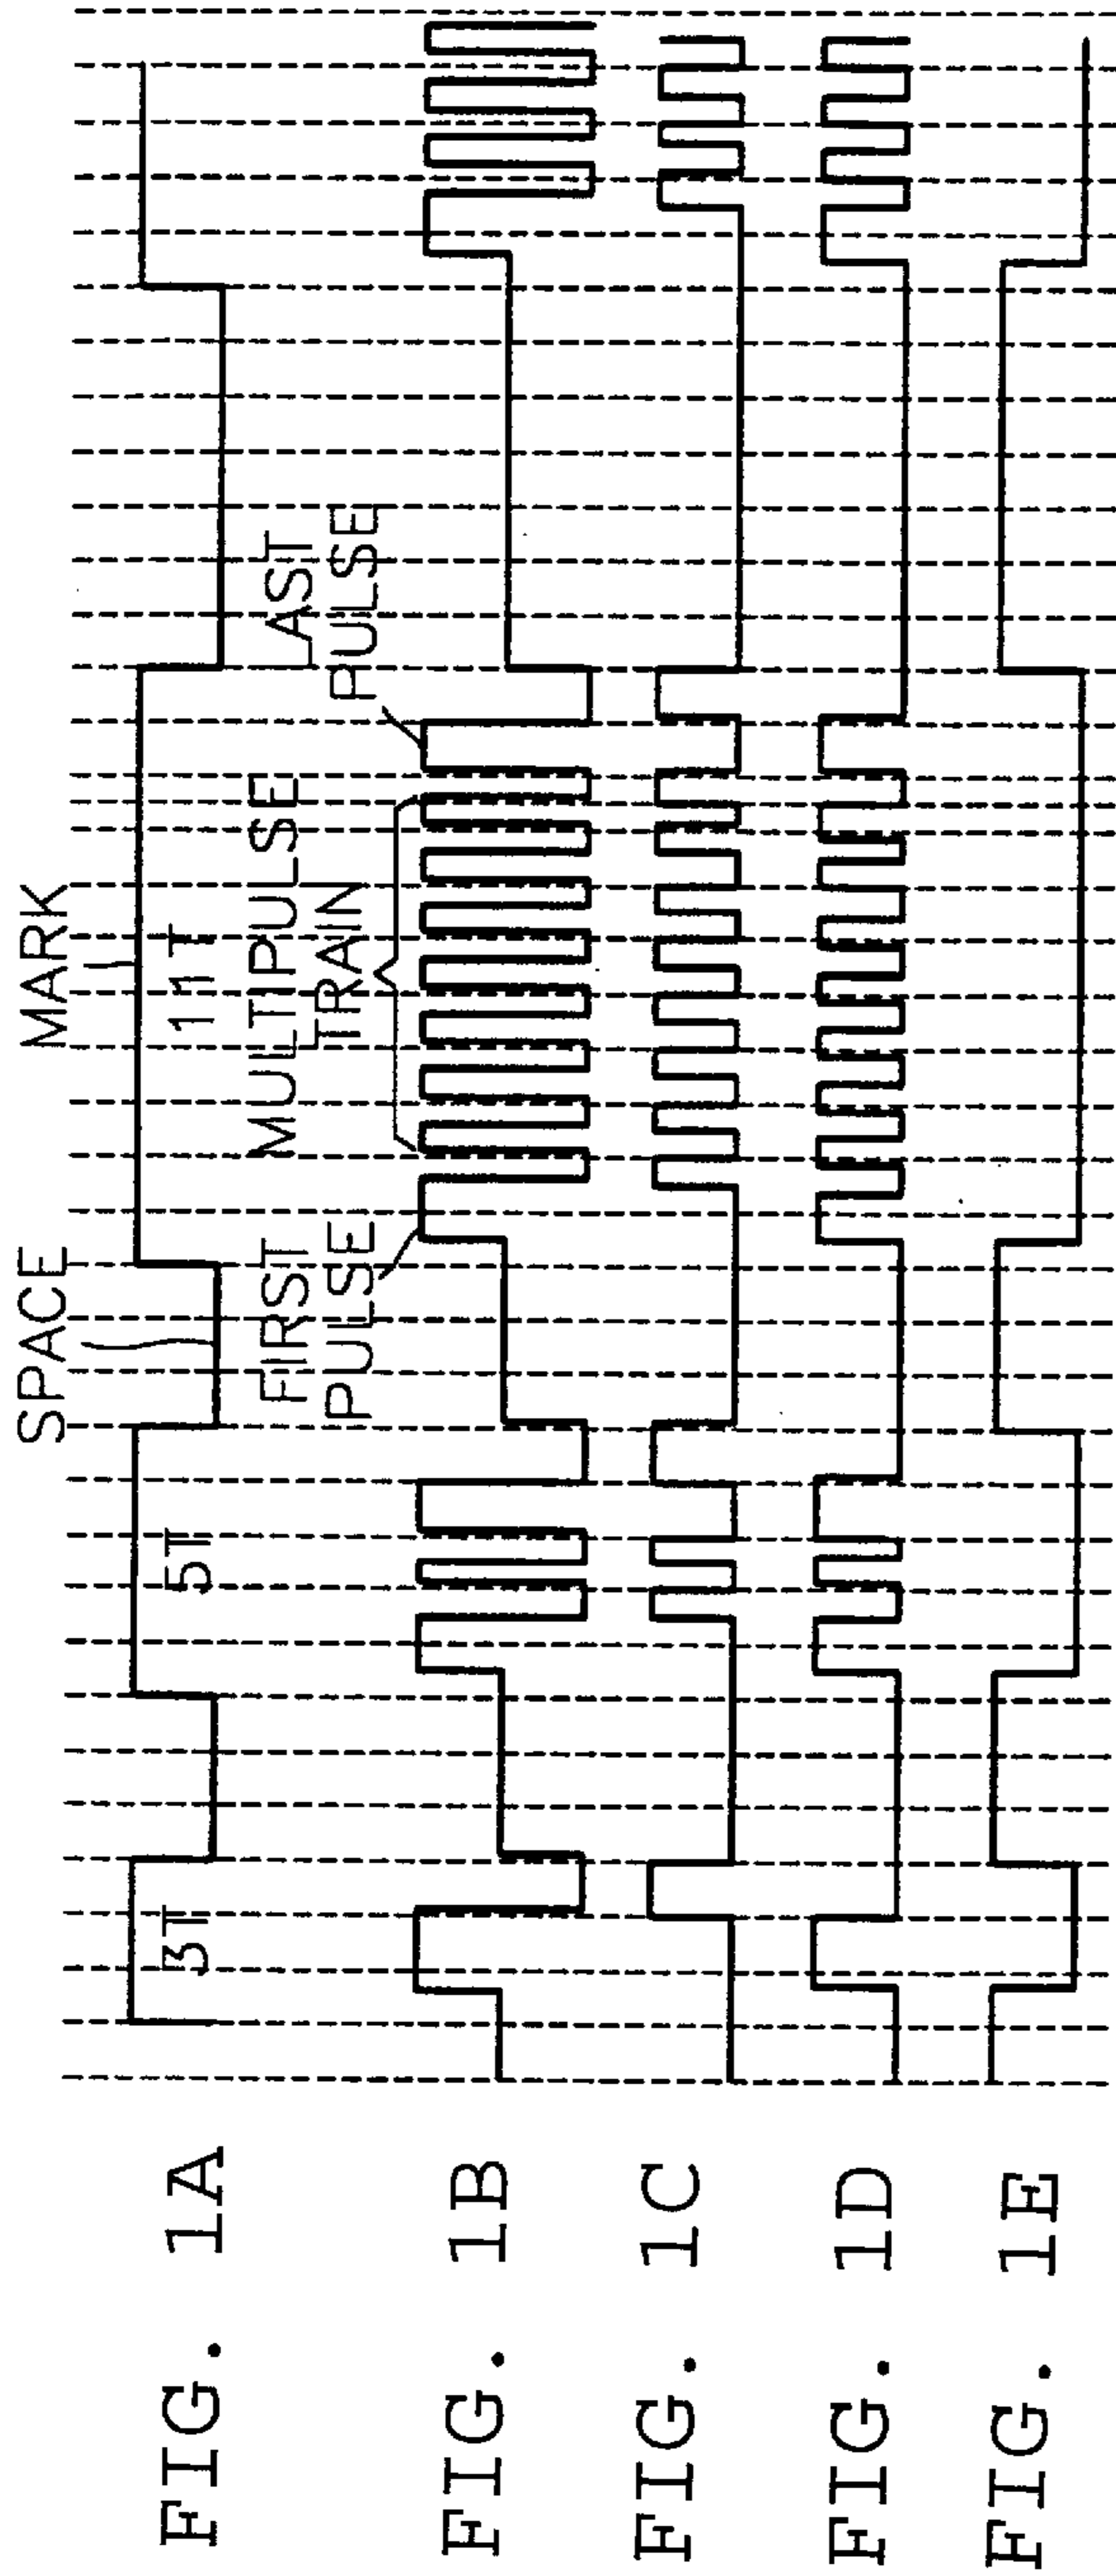 SPACE
MARK
FIG. 1A
3T
5T
11T
FIRST
PULSE
MULTIPULSE
TRAIN
LAST
PULSE
FIG. 1B
FIG. 1C
FIG. 1D
FIG. 1E